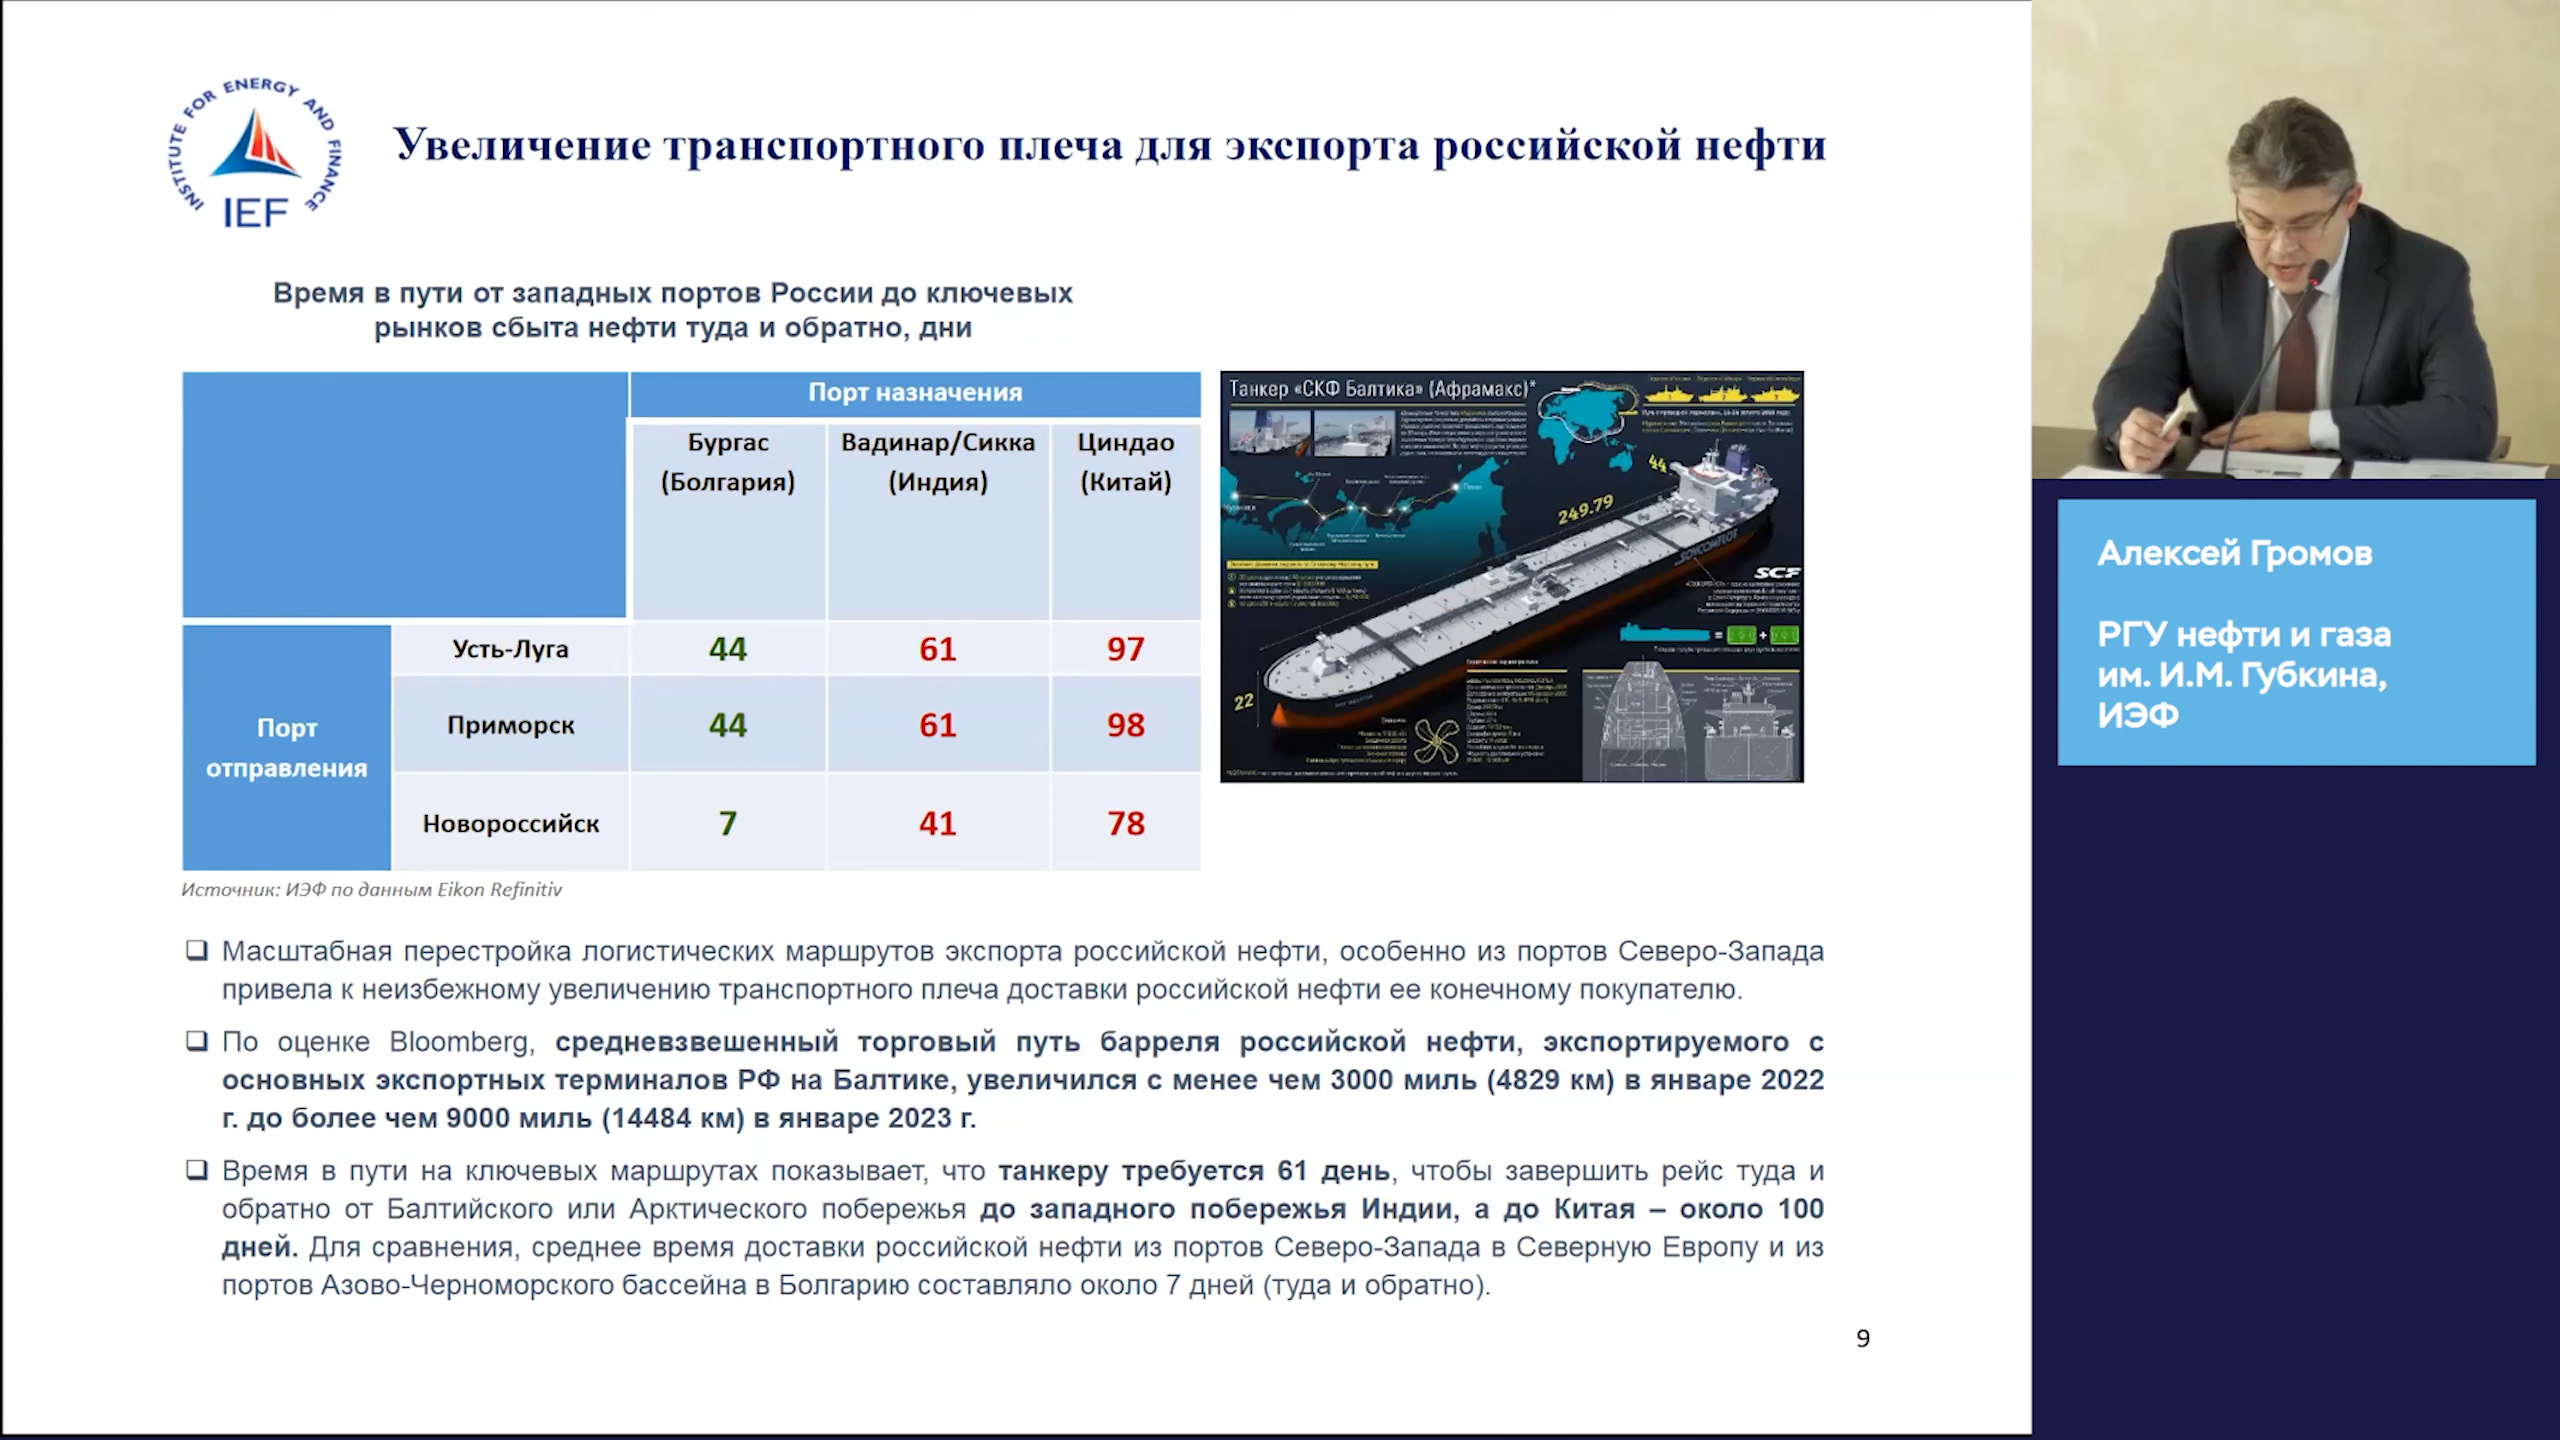 INSTITUTE FOR ENERGY AND FINANCE
IEF
Увеличение транспортного плеча для экспорта российской нефти
Время в пути от западных портов России до ключевых
рынков сбыта нефти туда и обратно, дни
Порт назначения
Бургас
(Болгария)
Вадинар/Сикка
(Индия)
Циндао
(Китай)
Порт
отправления
Усть-Луга 44 61 97
Приморск 44 61 98
Новороссийск 7 41 78
Источник: ИЭФ по данным Eikon Refinitiv
Танкер «СКФ Балтика» (Афрамакс)*
44
249.79
SOVCOMFLOT
SCF
22
❑ Масштабная перестройка логистических маршрутов экспорта российской нефти, особенно из портов Северо-Запада
привела к неизбежному увеличению транспортного плеча доставки российской нефти ее конечному покупателю.
❑ По оценке Bloomberg, средневзвешенный торговый путь барреля российской нефти, экспортируемого с
основных экспортных терминалов РФ на Балтике, увеличился с менее чем 3000 миль (4829 км) в январе 2022
г. до более чем 9000 миль (14484 км) в январе 2023 г.
❑ Время в пути на ключевых маршрутах показывает, что танкеру требуется 61 день, чтобы завершить рейс туда и
обратно от Балтийского или Арктического побережья до западного побережья Индии, а до Китая – около 100
дней. Для сравнения, среднее время доставки российской нефти из портов Северо-Запада в Северную Европу и из
портов Азово-Черноморского бассейна в Болгарию составляло около 7 дней (туда и обратно).
9
Алексей Громов
РГУ нефти и газа
им. И.М. Губкина,
ИЭФ